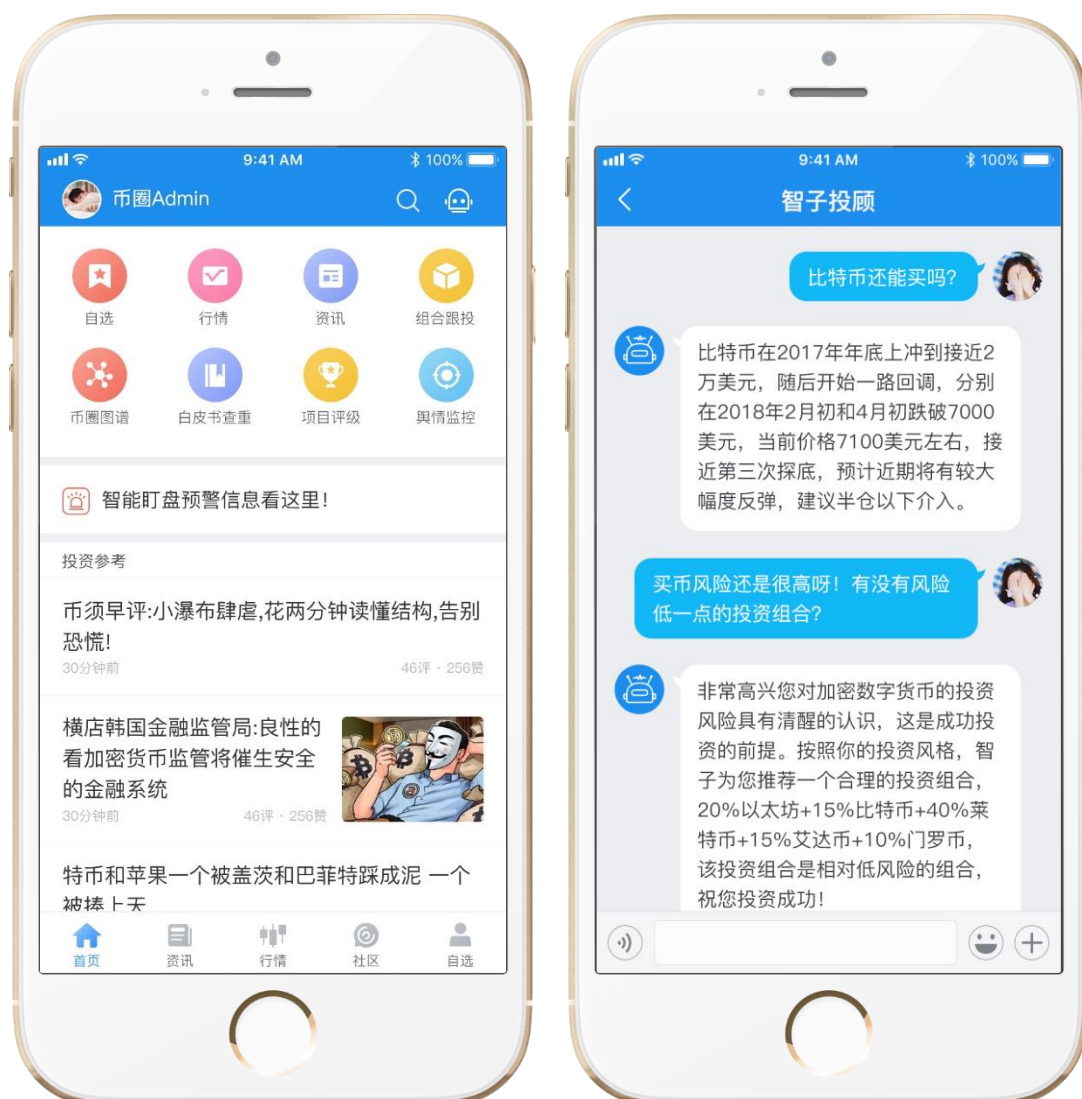 9:41 AM
100%
币圈Admin
自选
行情
资讯
组合跟投
币圈图谱
白皮书查重
项目评级
舆情监控
智能盯盘预警信息看这里!
投资参考
币须早评:小瀑布肆虐,花两分钟读懂结构,告别
恐慌!
30分钟前
46评 · 256赞
横店韩国金融监管局:良性的
看加密货币监管将催生安全
的金融系统
30分钟前
46评 · 256赞
特币和苹果一个被盖茨和巴菲特踩成泥 一个
被捧上天
首页
资讯
行情
社区
自选
9:41 AM
100%
智子投顾
比特币还能买吗?
比特币在2017年年底上冲到接近2
万美元，随后开始一路回调，分别
在2018年2月初和4月初跌破7000
美元，当前价格7100美元左右，接
近第三次探底，预计近期将有较大
幅度反弹，建议半仓以下介入。
买币风险还是很高呀！有没有风险
低一点的投资组合?
非常高兴您对加密数字货币的投资
风险具有清醒的认识，这是成功投
资的前提。按照你的投资风格，智
子为您推荐一个合理的投资组合，
20%以太坊+15%比特币+40%莱
特币+15%艾达币+10%门罗币，
该投资组合是相对低风险的组合，
祝您投资成功！